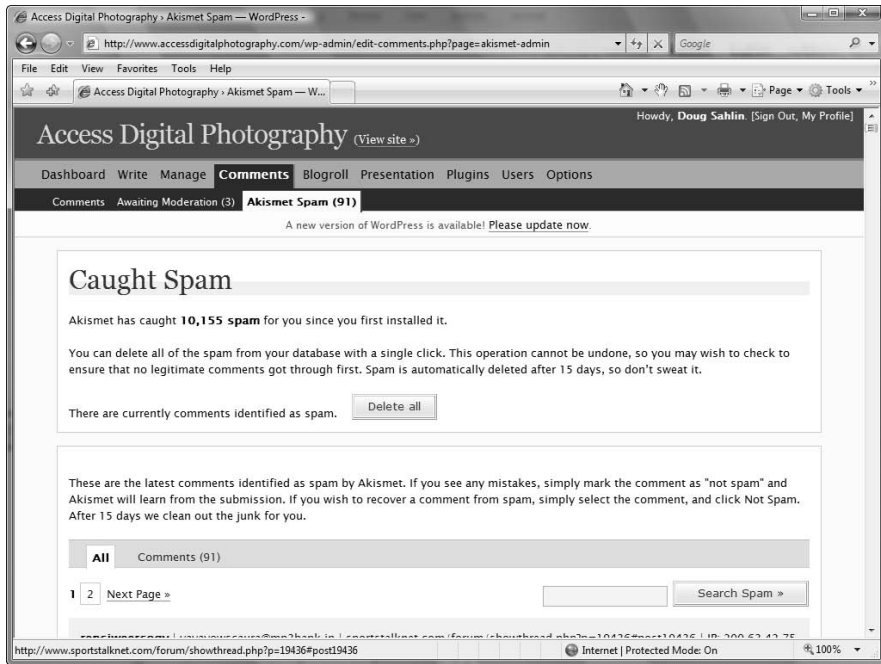 Access Digital Photography › Akismet Spam — WordPress -
http://www.accessdigitalphotography.com/wp-admin/edit-comments.php?page=akismet-admin
Google
File Edit View Favorites Tools Help
Access Digital Photography › Akismet Spam — W...
Page Tools »
Howdy, Doug Sahlin. [Sign Out, My Profile]
Access Digital Photography (View site »)
Dashboard Write Manage Comments Blogroll Presentation Plugins Users Options
Comments Awaiting Moderation (3) Akismet Spam (91)
A new version of WordPress is available! Please update now.
Caught Spam
Akismet has caught 10,155 spam for you since you first installed it.
You can delete all of the spam from your database with a single click. This operation cannot be undone, so you may wish to check to
ensure that no legitimate comments got through first. Spam is automatically deleted after 15 days, so don't sweat it.
There are currently comments identified as spam. Delete all
These are the latest comments identified as spam by Akismet. If you see any mistakes, simply mark the comment as "not spam" and
Akismet will learn from the submission. If you wish to recover a comment from spam, simply select the comment, and click Not Spam.
After 15 days we clean out the junk for you.
All Comments (91)
1 2 Next Page » Search Spam »
sportstalknet.com/forum/showthread.php?p=19436#post19436 | IP:
http://www.sportstalknet.com/forum/showthread.php?p=19436#post19436 Internet | Protected Mode: On 100%